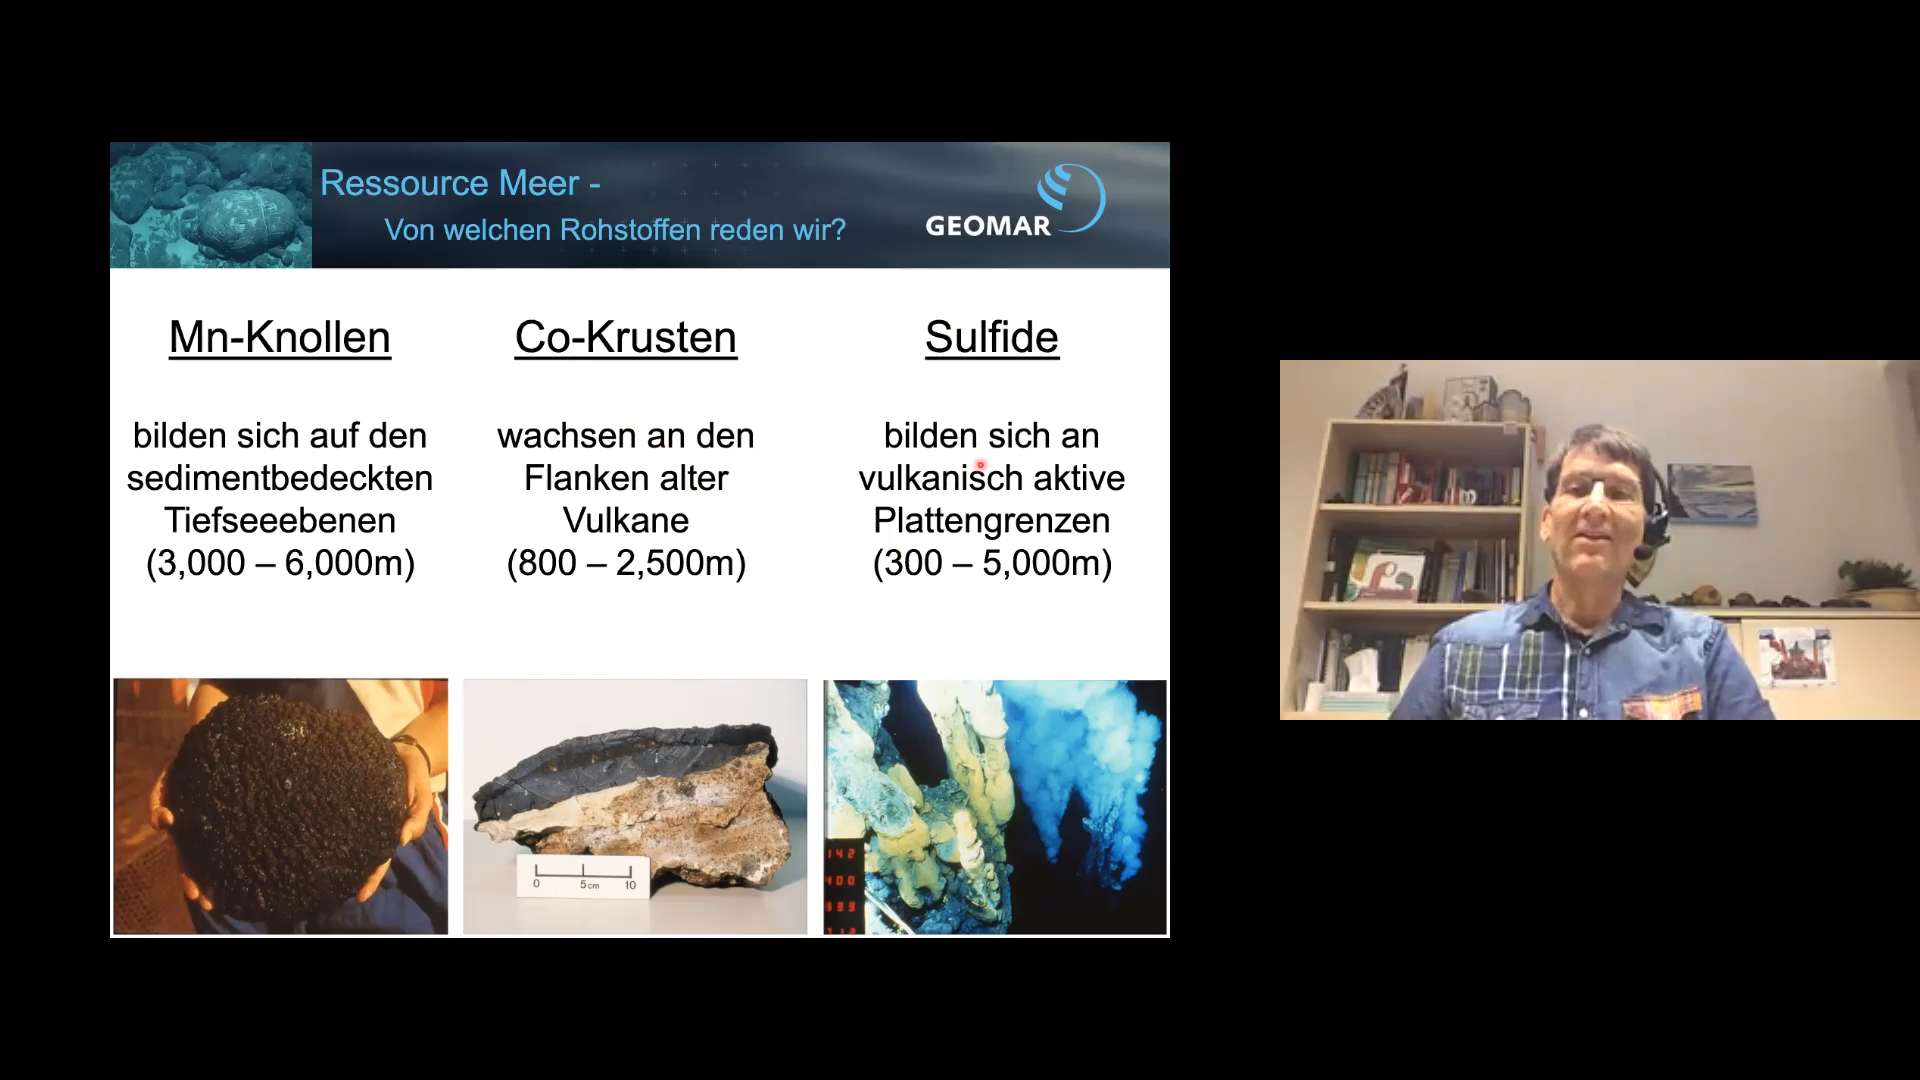 Ressource Meer -
Von welchen Rohstoffen reden wir?
GEOMAR
Mn-Knollen
bilden sich auf den
sedimentbedeckten
Tiefseeebenen
(3,000 – 6,000m)
Co-Krusten
wachsen an den
Flanken alter
Vulkane
(800 – 2,500m)
Sulfide
bilden sich an
vulkanisch aktive
Plattengrenzen
(300 – 5,000m)
0 5cm 10
142
400